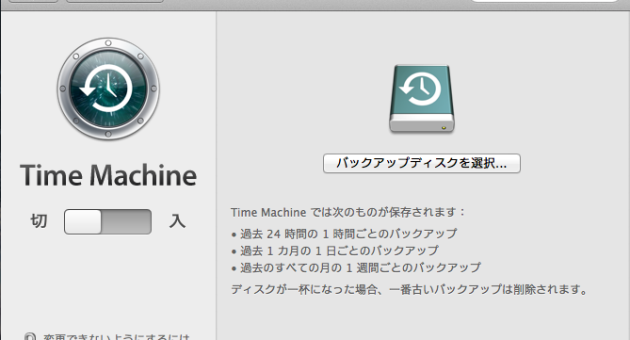 Time Machine
切 入
バックアップディスクを選択...
Time Machine では次のものが保存されます：
• 過去 24 時間の 1 時間ごとのバックアップ
• 過去 1 カ月の 1 日ごとのバックアップ
• 過去のすべての月の 1 週間ごとのバックアップ
ディスクが一杯になった場合、一番古いバックアップは削除されます。
変更できないようにするには